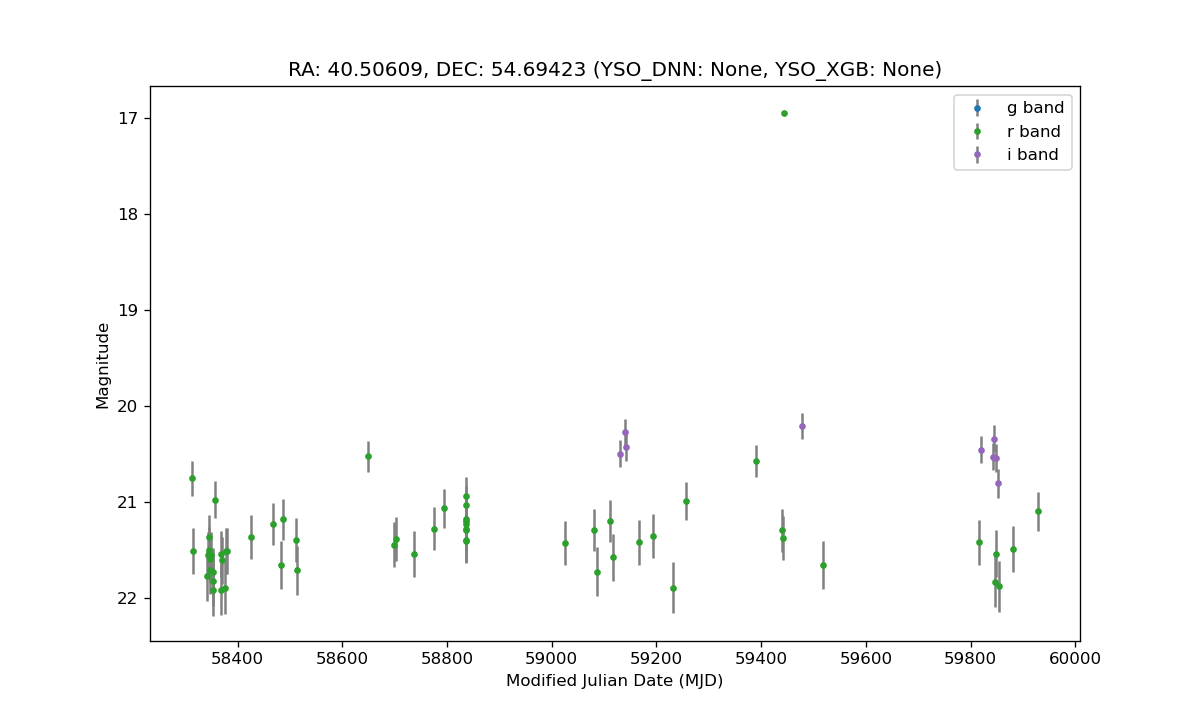 RA: 40.50609, DEC: 54.69423 (YSO_DNN: None, YSO_XGB: None)
g band
r band
i band
17
18
19
20
21
22
Magnitude
58400 58600 58800 59000 59200 59400 59600 59800 60000
Modified Julian Date (MJD)